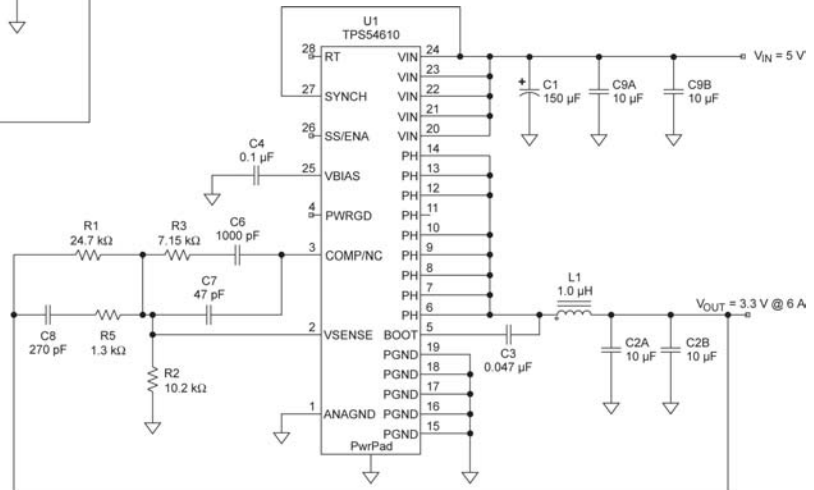 U1
TPS54610
28 RT
27 SYNCH
26 SS/ENA
25 VBIAS
4 PWRGD
3 COMP/NC
2 VSENSE
1 ANAGND
VIN 24
VIN 23
VIN 22
VIN 21
VIN 20
PH 14
PH 13
PH 12
PH 11
PH 10
PH 9
PH 8
PH 7
PH 6
BOOT 5
PGND 19
PGND 18
PGND 17
PGND 16
PGND 15
PwrPad
C4
0.1 µF
R1
24.7 kΩ
R3
7.15 kΩ
C6
1000 pF
C7
47 pF
C8
270 pF
R5
1.3 kΩ
R2
10.2 kΩ
C1
150 µF
C9A
10 µF
C9B
10 µF
VIN = 5 V
L1
1.0 µH
VOUT = 3.3 V @ 6 A
C3
0.047 µF
C2A
10 µF
C2B
10 µF